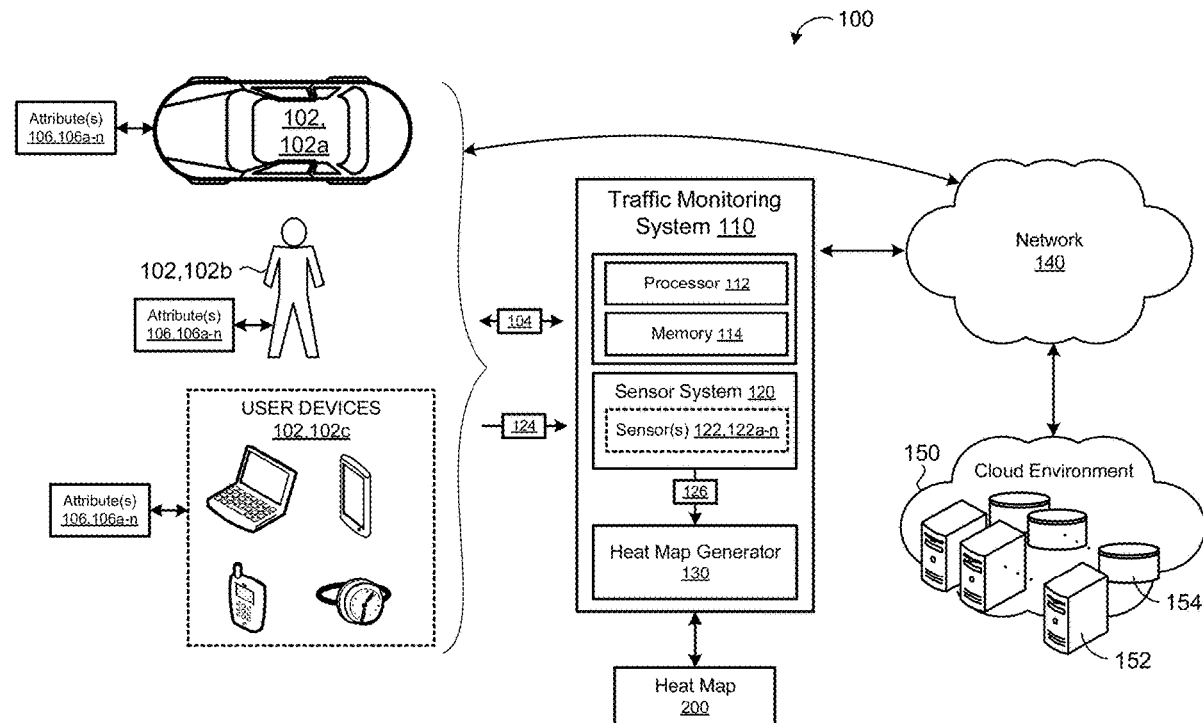 100
Attribute(s)
106,106a-n
102,
102a
102,102b
Attribute(s)
106,106a-n
USER DEVICES
102,102c
Attribute(s)
106,106a-n
104
124
Traffic Monitoring
System 110
Processor 112
Memory 114
Sensor System 120
Sensor(s) 122,122a-n
126
Heat Map Generator
130
Heat Map
200
Network
140
150
Cloud Environment
154
152